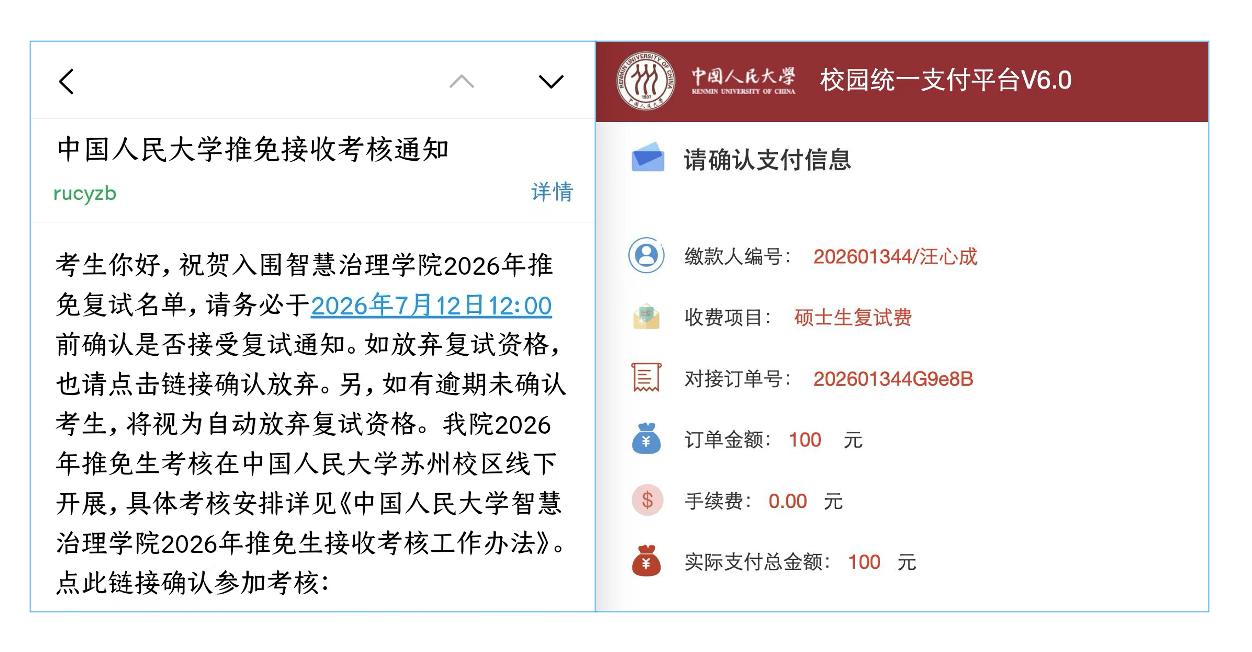 中国人民大学推免接收考核通知
rucyzb
详情
考生你好，祝贺入围智慧治理学院2026年推
免复试名单，请务必于2026年7月12日12:00
前确认是否接受复试通知。如放弃复试资格，
也请点击链接确认放弃。另，如有逾期未确认
考生，将视为自动放弃复试资格。我院2026
年推免生考核在中国人民大学苏州校区线下
开展，具体考核安排详见《中国人民大学智慧
治理学院2026年推免生接收考核工作办法》。
点此链接确认参加考核：
RENMIN UNIVERSITY OF CHINA
1937
中国人民大学
RENMIN UNIVERSITY OF CHINA
校园统一支付平台V6.0
请确认支付信息
缴款人编号： 202601344/汪心成
收费项目： 硕士生复试费
对接订单号： 202601344G9e8B
订单金额： 100 元
手续费： 0.00 元
实际支付总金额： 100 元